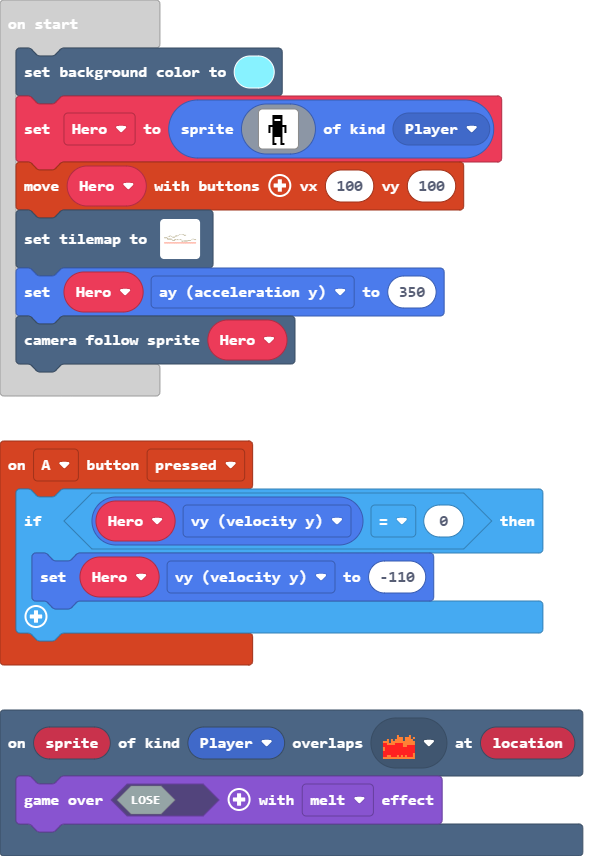 on start
set background color to
set Hero to sprite of kind Player
move Hero with buttons vx 100 vy 100
set tilemap to
set Hero ay (acceleration y) to 350
camera follow sprite Hero
on A button pressed
if Hero vy (velocity y) = 0 then
set Hero vy (velocity y) to -110
on sprite of kind Player overlaps at location
game over LOSE with melt effect